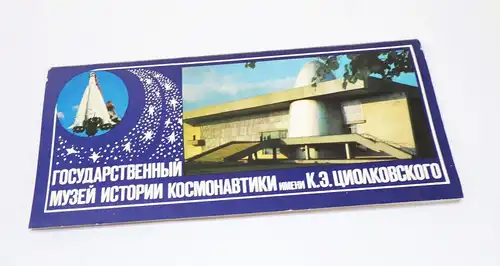 ГОСУДАРСТВЕННЫЙ
МУЗЕЙ ИСТОРИИ КОСМОНАВТИКИ ИМЕНИ К.Э. ЦИОЛКОВСКОГО